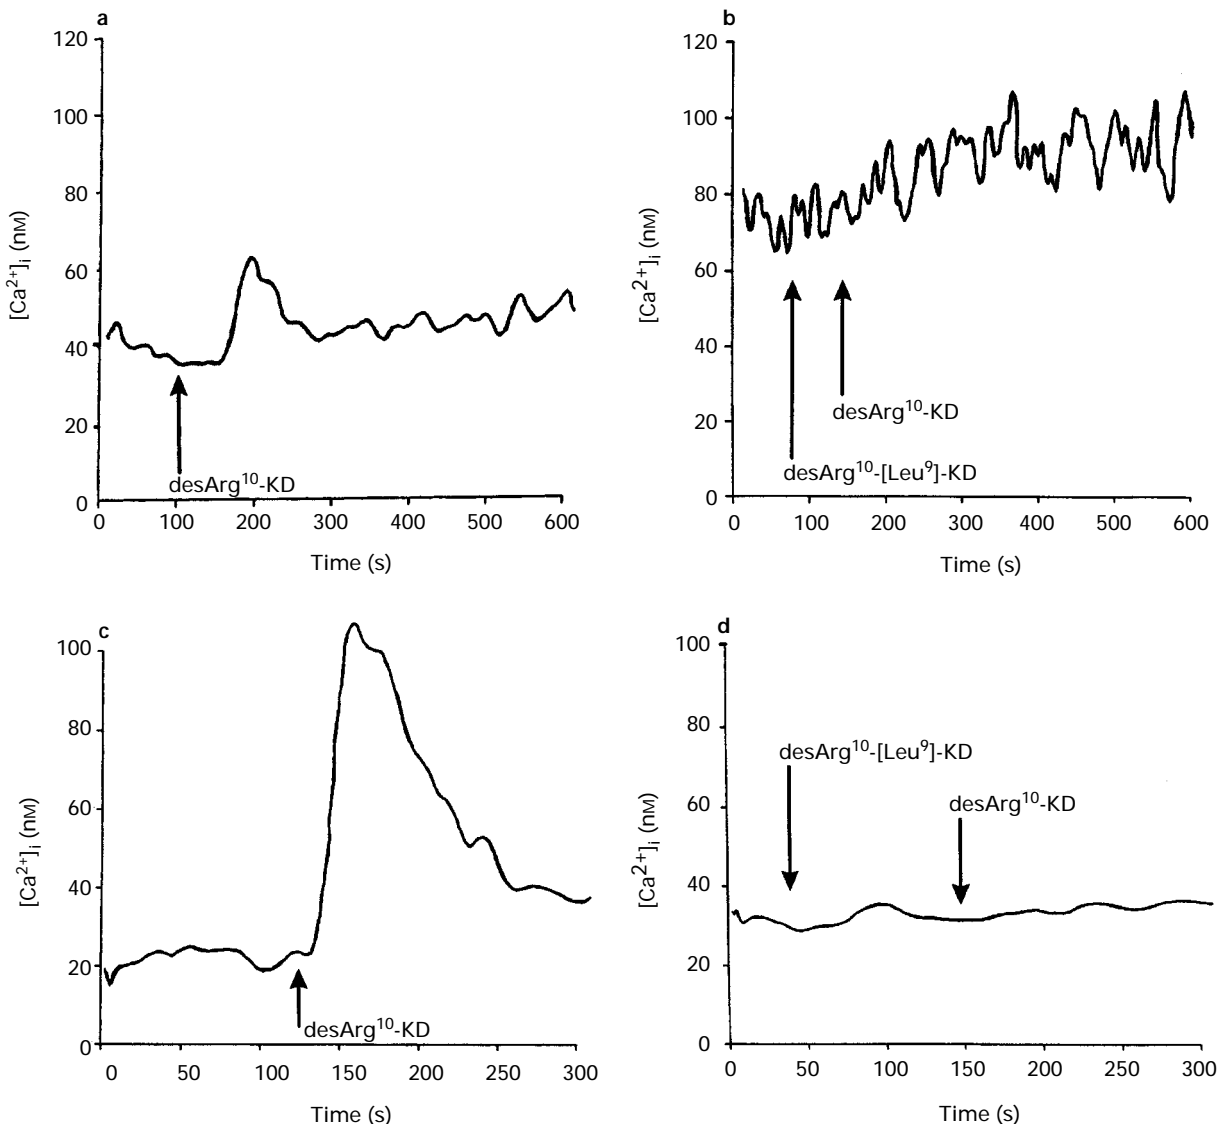 a
120
100
80
60
40
20
0
[Ca²⁺]ᵢ (nM)
desArg¹⁰-KD
0 100 200 300 400 500 600
Time (s)
b
120
100
80
60
40
20
0
[Ca²⁺]ᵢ (nM)
desArg¹⁰-KD
desArg¹⁰-[Leu⁹]-KD
0 100 200 300 400 500 600
Time (s)
c
100
80
60
40
20
0
[Ca²⁺]ᵢ (nM)
desArg¹⁰-KD
0 50 100 150 200 250 300
Time (s)
d
100
80
60
40
20
0
[Ca²⁺]ᵢ (nM)
desArg¹⁰-[Leu⁹]-KD
desArg¹⁰-KD
0 50 100 150 200 250 300
Time (s)